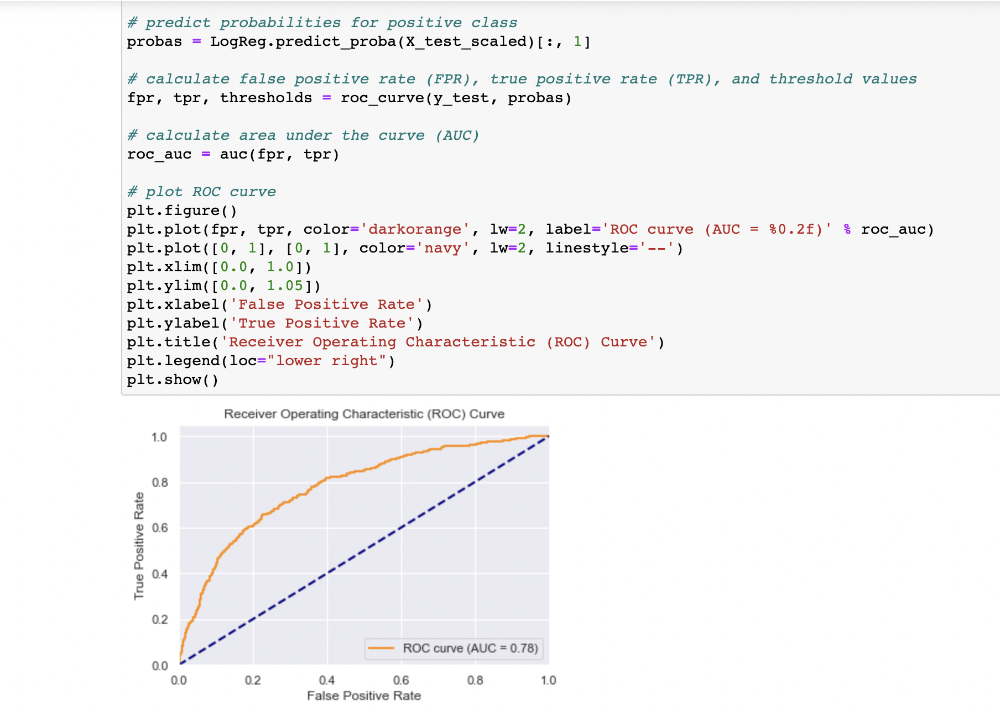 # predict probabilities for positive class
probas = LogReg.predict_proba(X_test_scaled)[:, 1]
# calculate false positive rate (FPR), true positive rate (TPR), and threshold values
fpr, tpr, thresholds = roc_curve(y_test, probas)
# calculate area under the curve (AUC)
roc_auc = auc(fpr, tpr)
# plot ROC curve
plt.figure()
plt.plot(fpr, tpr, color='darkorange', lw=2, label='ROC curve (AUC = %0.2f)' % roc_auc)
plt.plot([0, 1], [0, 1], color='navy', lw=2, linestyle='--')
plt.xlim([0.0, 1.0])
plt.ylim([0.0, 1.05])
plt.xlabel('False Positive Rate')
plt.ylabel('True Positive Rate')
plt.title('Receiver Operating Characteristic (ROC) Curve')
plt.legend(loc="lower right")
plt.show()
Receiver Operating Characteristic (ROC) Curve
1.0
0.8
0.6
0.4
0.2
0.0
True Positive Rate
ROC curve (AUC = 0.78)
0.0 0.2 0.4 0.6 0.8 1.0
False Positive Rate